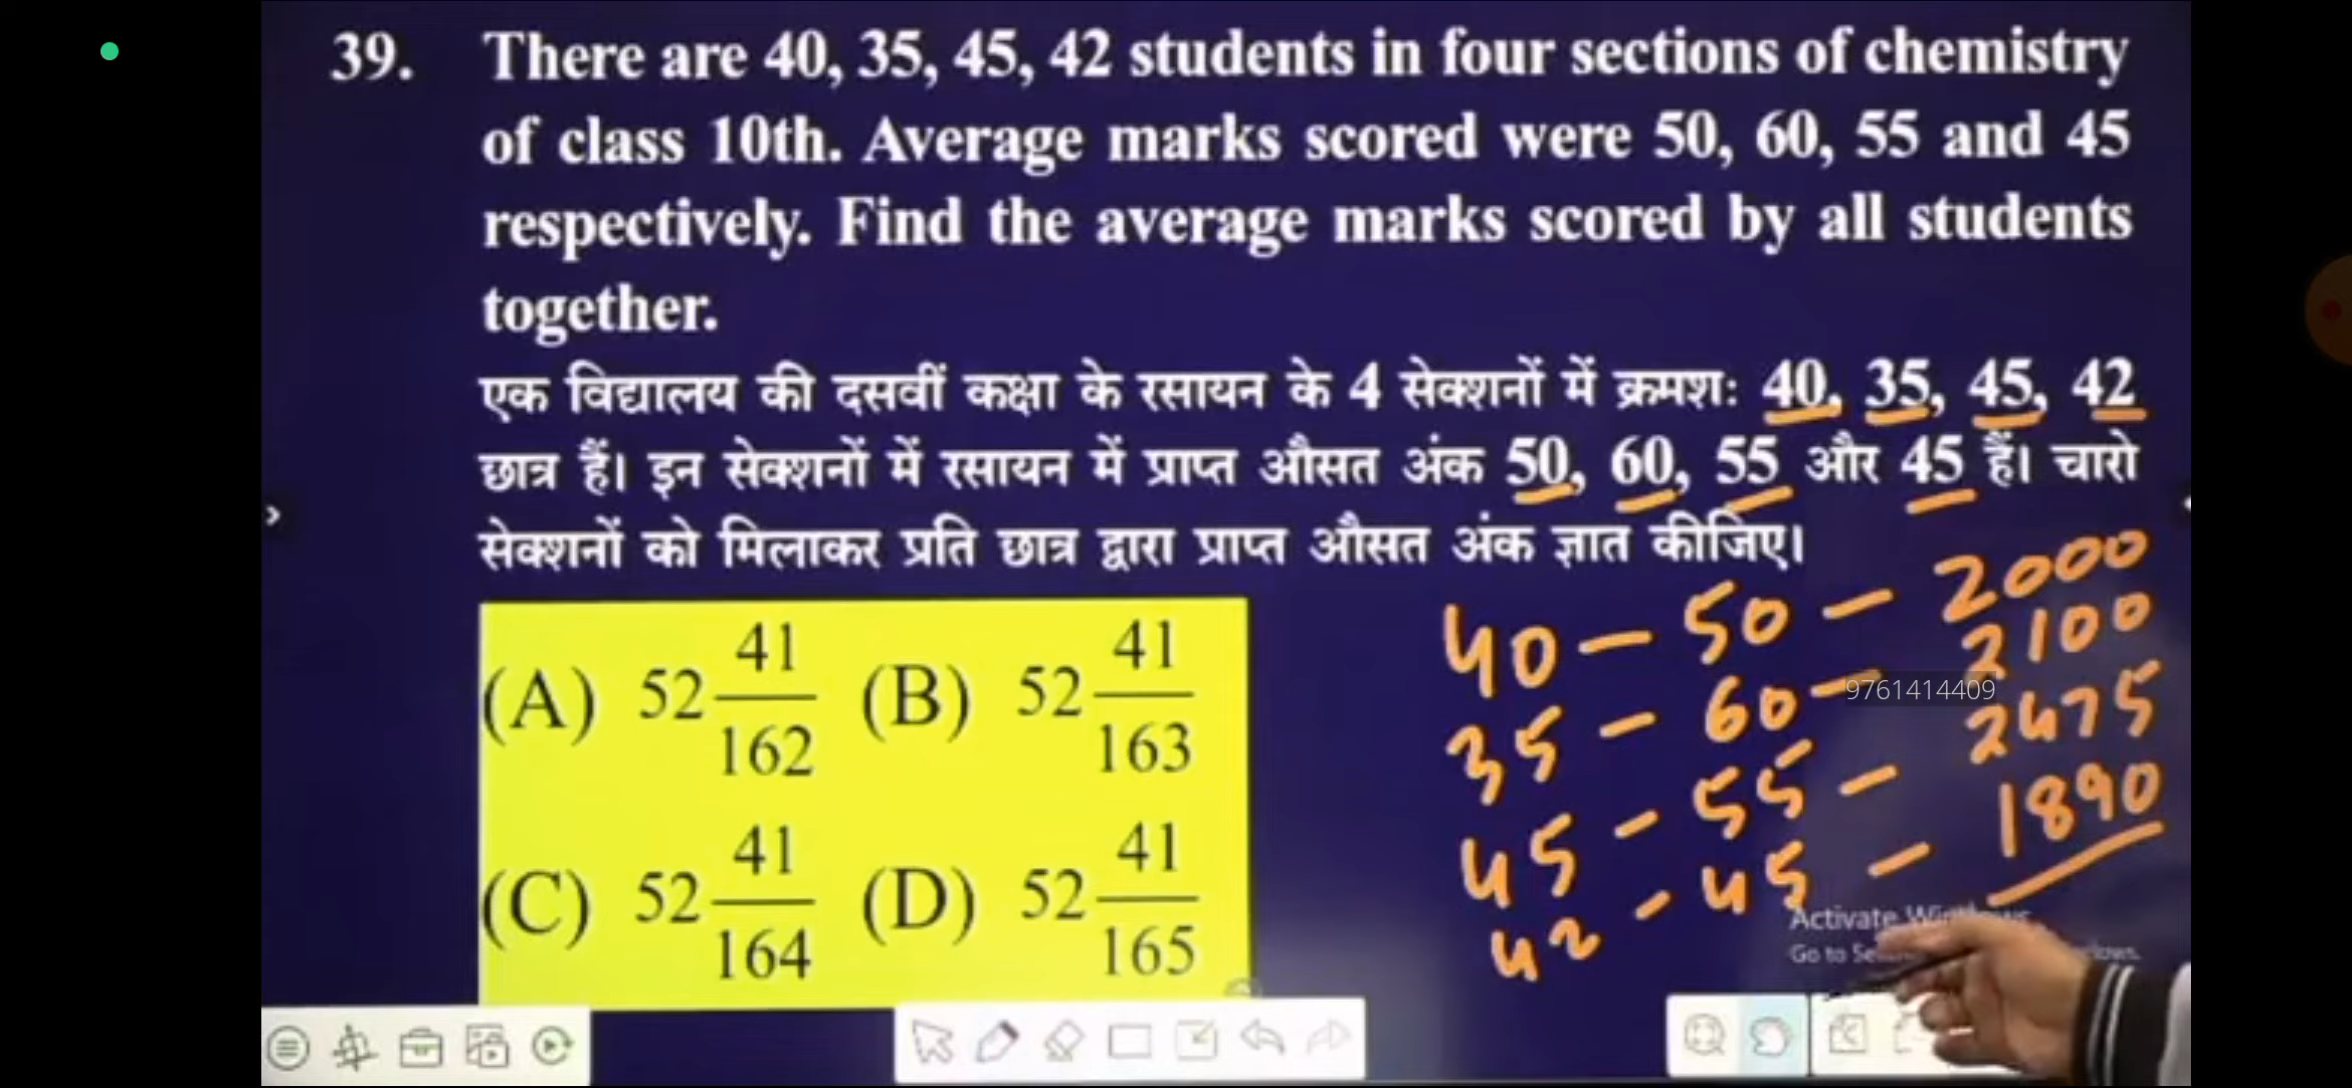 39. There are 40, 35, 45, 42 students in four sections of chemistry
of class 10th. Average marks scored were 50, 60, 55 and 45
respectively. Find the average marks scored by all students
together.
एक विद्यालय की दसवीं कक्षा के रसायन के 4 सेक्शनों में क्रमशः 40, 35, 45, 42
छात्र हैं। इन सेक्शनों में रसायन में प्राप्त औसत अंक 50, 60, 55 और 45 हैं। चारो
सेक्शनों को मिलाकर प्रति छात्र द्वारा प्राप्त औसत अंक ज्ञात कीजिए।
(A) 52 41/162 (B) 52 41/163
(C) 52 41/164 (D) 52 41/165
40 - 50 - 2000
35 - 60 - 2100
9761414409
45 - 55 - 2475
42 - 45 - 1890
Activate Windows
Go to